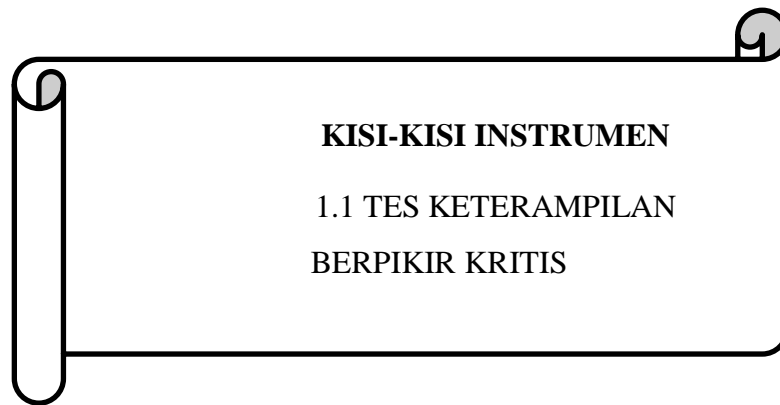 KISI-KISI INSTRUMEN
1.1 TES KETERAMPILAN
BERPIKIR KRITIS